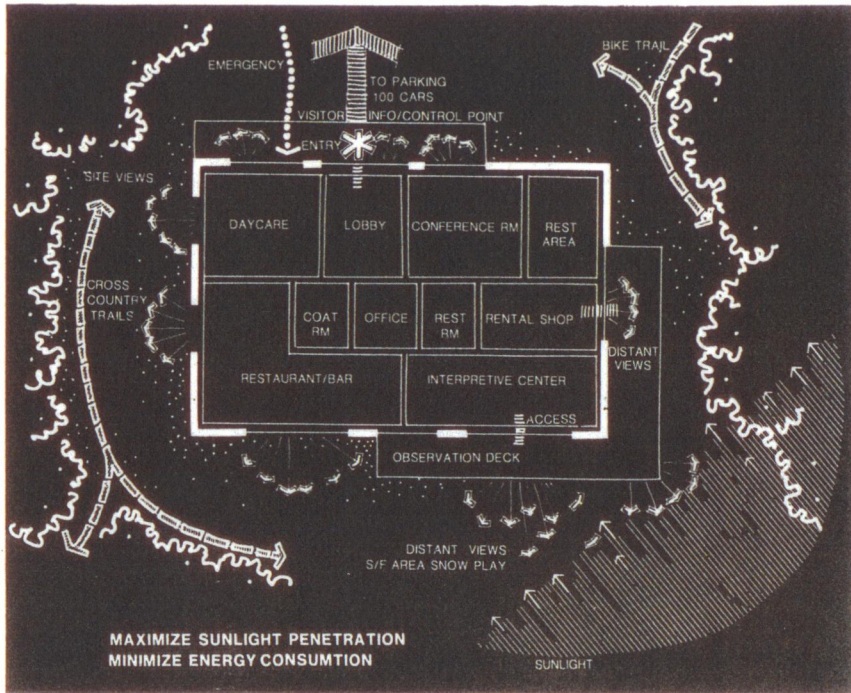 EMERGENCY
BIKE TRAIL
TO PARKING
100 CARS
VISITOR INFO/CONTROL POINT
ENTRY
SITE VIEWS
DAYCARE
LOBBY
CONFERENCE RM
REST
AREA
CROSS
COUNTRY
TRAILS
COAT
RM
OFFICE
REST
RM
RENTAL SHOP
DISTANT
VIEWS
RESTAURANT/BAR
INTERPRETIVE CENTER
ACCESS
OBSERVATION DECK
DISTANT VIEWS
S/F AREA SNOW PLAY
MAXIMIZE SUNLIGHT PENETRATION
MINIMIZE ENERGY CONSUMTION
SUNLIGHT